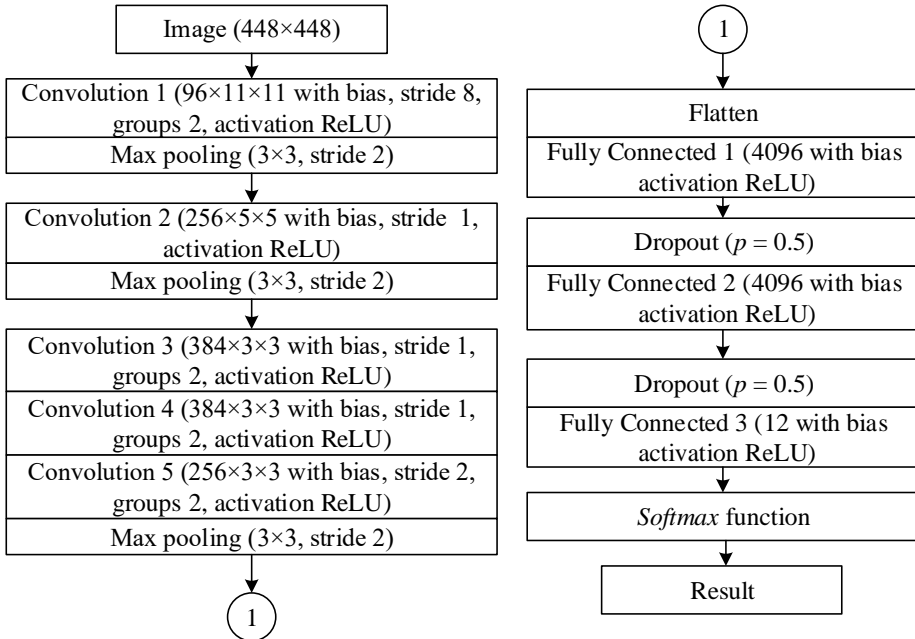 Image (448×448)
Convolution 1 (96×11×11 with bias, stride 8,
groups 2, activation ReLU)
Max pooling (3×3, stride 2)
Convolution 2 (256×5×5 with bias, stride 1,
activation ReLU)
Max pooling (3×3, stride 2)
Convolution 3 (384×3×3 with bias, stride 1,
groups 2, activation ReLU)
Convolution 4 (384×3×3 with bias, stride 1,
groups 2, activation ReLU)
Convolution 5 (256×3×3 with bias, stride 2,
groups 2, activation ReLU)
Max pooling (3×3, stride 2)
1
1
Flatten
Fully Connected 1 (4096 with bias
activation ReLU)
Dropout (p = 0.5)
Fully Connected 2 (4096 with bias
activation ReLU)
Dropout (p = 0.5)
Fully Connected 3 (12 with bias
activation ReLU)
Softmax function
Result